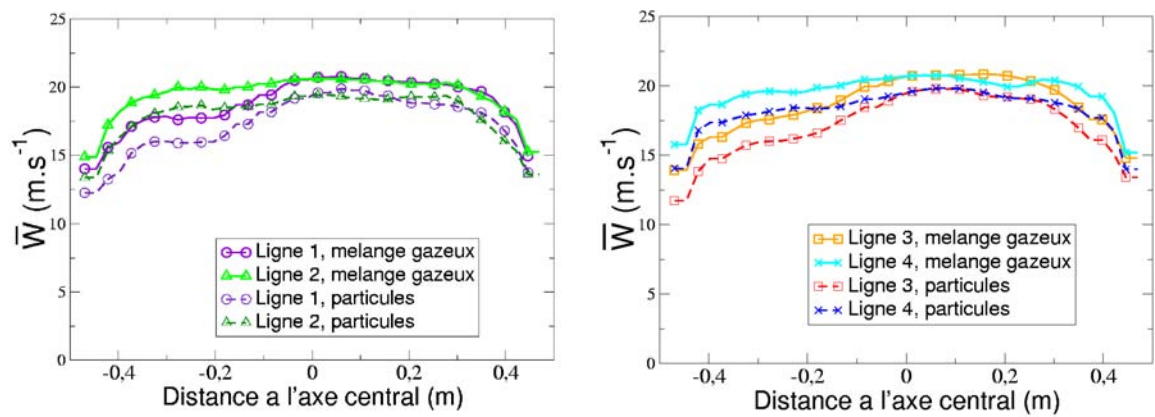 25
20
15
10
5
0
W (m.s⁻¹)
-0,4
-0,2
0
0,2
0,4
Distance a l'axe central (m)
Ligne 1, melange gazeux
Ligne 2, melange gazeux
Ligne 1, particules
Ligne 2, particules
25
20
15
10
5
0
W (m.s⁻¹)
-0,4
-0,2
0
0,2
0,4
Distance a l'axe central (m)
Ligne 3, melange gazeux
Ligne 4, melange gazeux
Ligne 3, particules
Ligne 4, particules